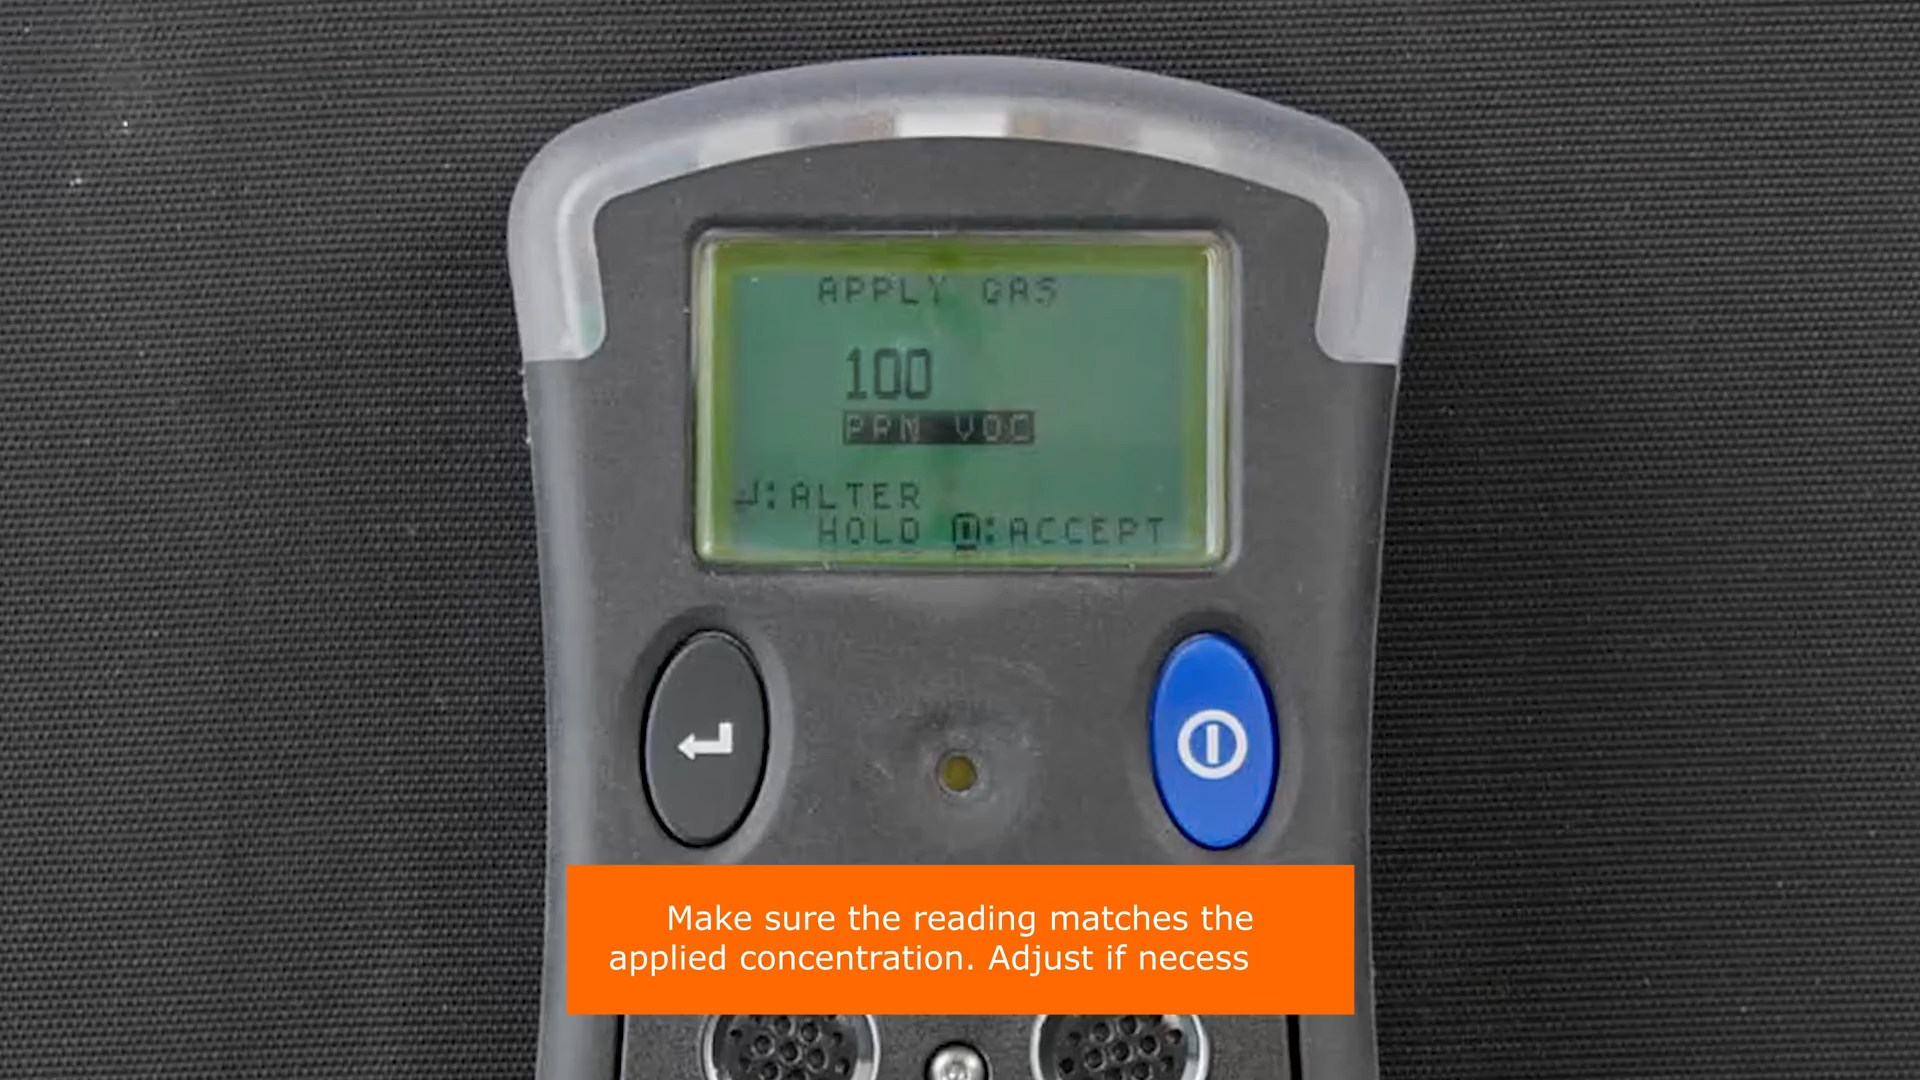 APPLY GAS
100
PPM VOC
↵:ALTER
HOLD ⏼:ACCEPT
Make sure the reading matches the
applied concentration. Adjust if necess